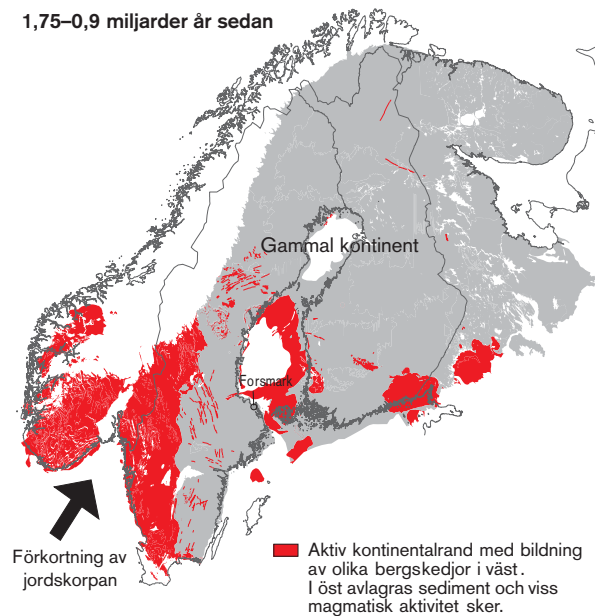 1,75–0,9 miljarder år sedan
Gammal kontinent
Forsmark
Förkortning av
jordskorpan
Aktiv kontinentalrand med bildning
av olika bergskedjor i väst.
I öst avlagras sediment och viss
magmatisk aktivitet sker.